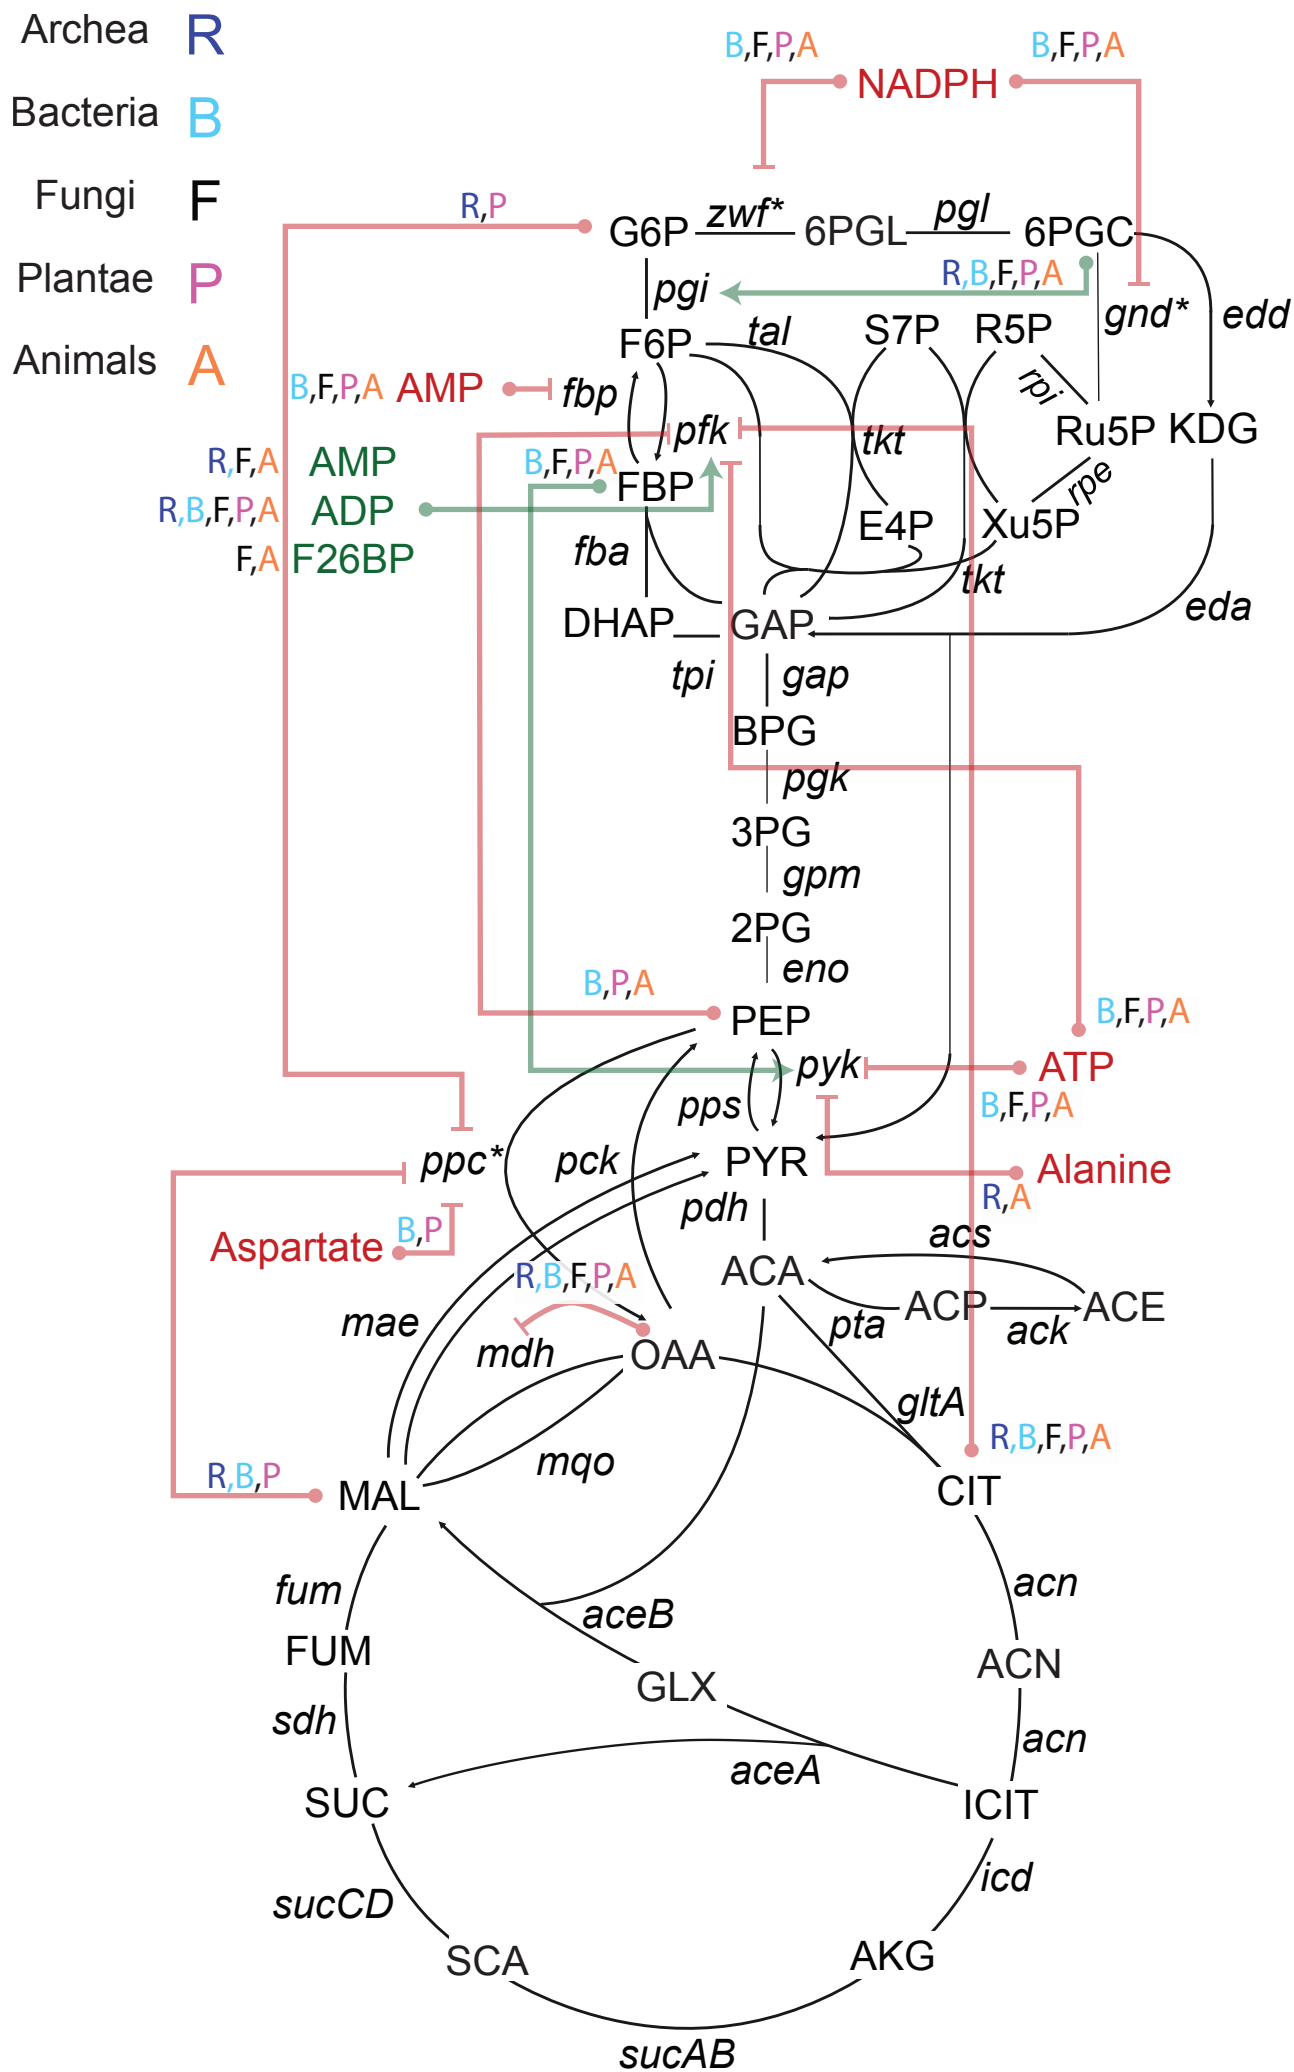 Archea R
Bacteria B
Fungi F
Plantae P
Animals A
B,F,P,A
B,F,P,A
NADPH
R,P
G6P
zwf*
6PGL
pgl
6PGC
R,B,F,P,A
pgi
gnd*
edd
F6P
tal
S7P
R5P
rpi
B,F,P,A AMP
fbp
pfk
tkt
Ru5P
KDG
R,F,A AMP
B,F,P,A
FBP
rpe
R,B,F,P,A ADP
E4P
Xu5P
F,A F26BP
fba
tkt
DHAP
GAP
eda
tpi
gap
BPG
pgk
3PG
gpm
2PG
eno
B,P,A
PEP
B,F,P,A
pyk
ATP
B,F,P,A
pps
ppc*
pck
PYR
Alanine
R,A
pdh
B,P
Aspartate
acs
R,B,F,P,A
ACA
ACP
ACE
mae
pta
ack
mdh
OAA
gltA
R,B,F,P,A
mqo
R,B,P
MAL
CIT
fum
aceB
acn
FUM
ACN
GLX
sdh
acn
aceA
SUC
ICIT
icd
sucCD
SCA
AKG
sucAB